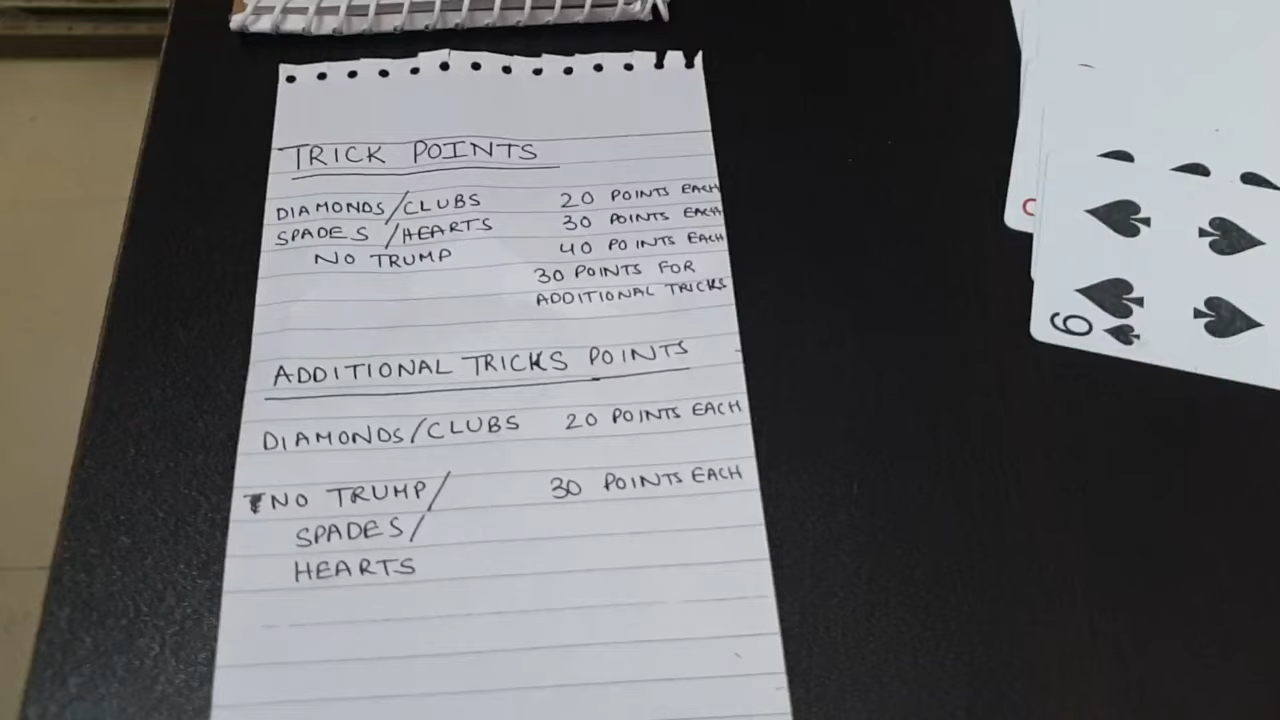 TRICK POINTS
DIAMONDS/CLUBS 20 POINTS EACH
SPADES/HEARTS 30 POINTS EACH
NO TRUMP 40 POINTS EACH
30 POINTS FOR
ADDITIONAL TRICKS
ADDITIONAL TRICKS POINTS
DIAMONDS/CLUBS 20 POINTS EACH
NO TRUMP/ 30 POINTS EACH
SPADES/
HEARTS
9